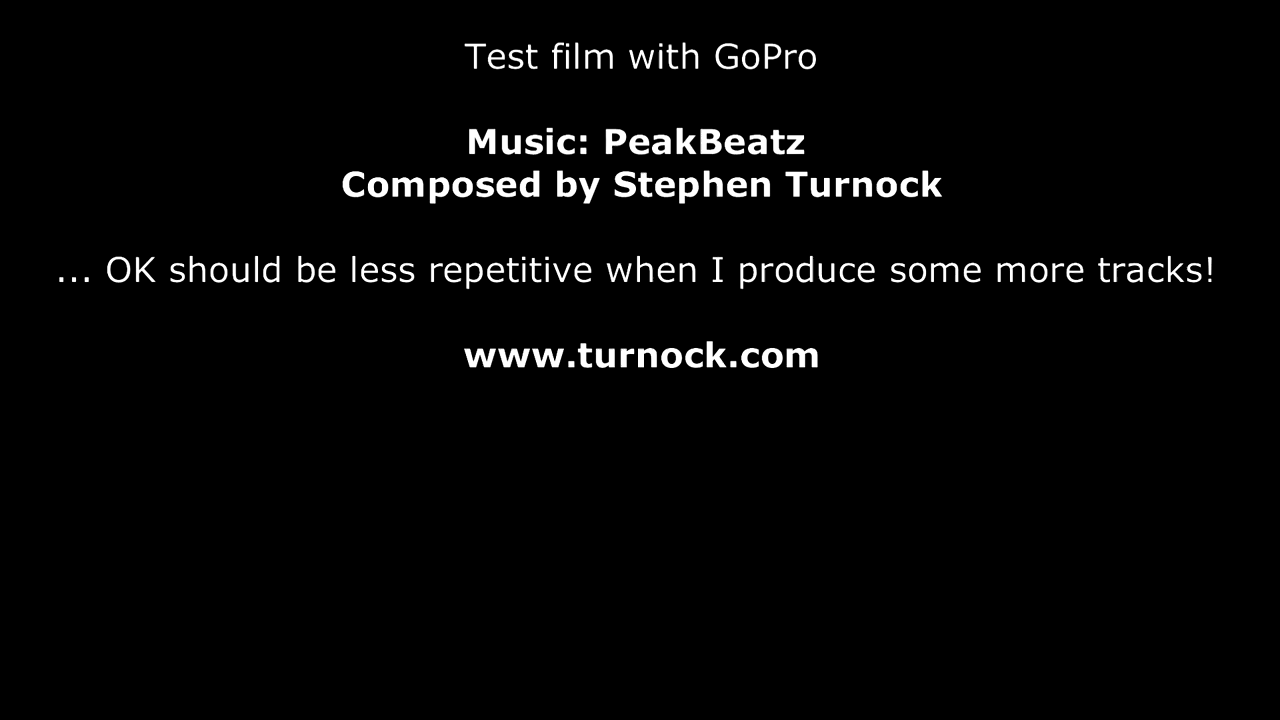 Test film with GoPro
Music: PeakBeatz
Composed by Stephen Turnock
... OK should be less repetitive when I produce some more tracks!
www.turnock.com